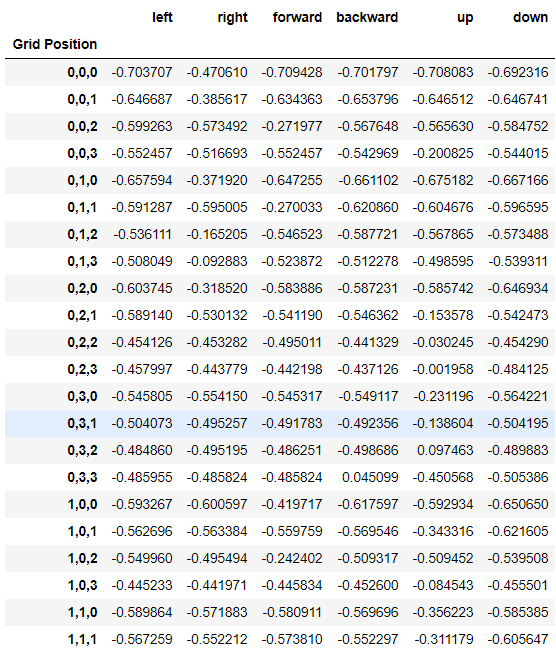 left right forward backward up down
Grid Position
0,0,0 -0.703707 -0.470610 -0.709428 -0.701797 -0.708083 -0.692316
0,0,1 -0.646687 -0.385617 -0.634363 -0.653796 -0.646512 -0.646741
0,0,2 -0.599263 -0.573492 -0.271977 -0.567648 -0.565630 -0.584752
0,0,3 -0.552457 -0.516693 -0.552457 -0.542969 -0.200825 -0.544015
0,1,0 -0.657594 -0.371920 -0.647255 -0.661102 -0.675182 -0.667166
0,1,1 -0.591287 -0.595005 -0.270033 -0.620860 -0.604676 -0.596595
0,1,2 -0.536111 -0.165205 -0.546523 -0.587721 -0.567865 -0.573488
0,1,3 -0.508049 -0.092883 -0.523872 -0.512278 -0.498595 -0.539311
0,2,0 -0.603745 -0.318520 -0.583886 -0.587231 -0.585742 -0.646934
0,2,1 -0.589140 -0.530132 -0.541190 -0.546362 -0.153578 -0.542473
0,2,2 -0.454126 -0.453282 -0.495011 -0.441329 -0.030245 -0.454290
0,2,3 -0.457997 -0.443779 -0.442198 -0.437126 -0.001958 -0.484125
0,3,0 -0.545805 -0.554150 -0.545317 -0.549117 -0.231196 -0.564221
0,3,1 -0.504073 -0.495257 -0.491783 -0.492356 -0.138604 -0.504195
0,3,2 -0.484860 -0.495195 -0.486251 -0.498686 0.097463 -0.489883
0,3,3 -0.485955 -0.485824 -0.485824 0.045099 -0.450568 -0.505386
1,0,0 -0.593267 -0.600597 -0.419717 -0.617597 -0.592934 -0.650650
1,0,1 -0.562696 -0.563384 -0.559759 -0.569546 -0.343316 -0.621605
1,0,2 -0.549960 -0.495494 -0.242402 -0.509317 -0.509452 -0.539508
1,0,3 -0.445233 -0.441971 -0.445834 -0.452600 -0.084543 -0.455501
1,1,0 -0.589864 -0.571883 -0.580911 -0.569696 -0.356223 -0.585385
1,1,1 -0.567259 -0.552212 -0.573810 -0.552297 -0.311179 -0.605647